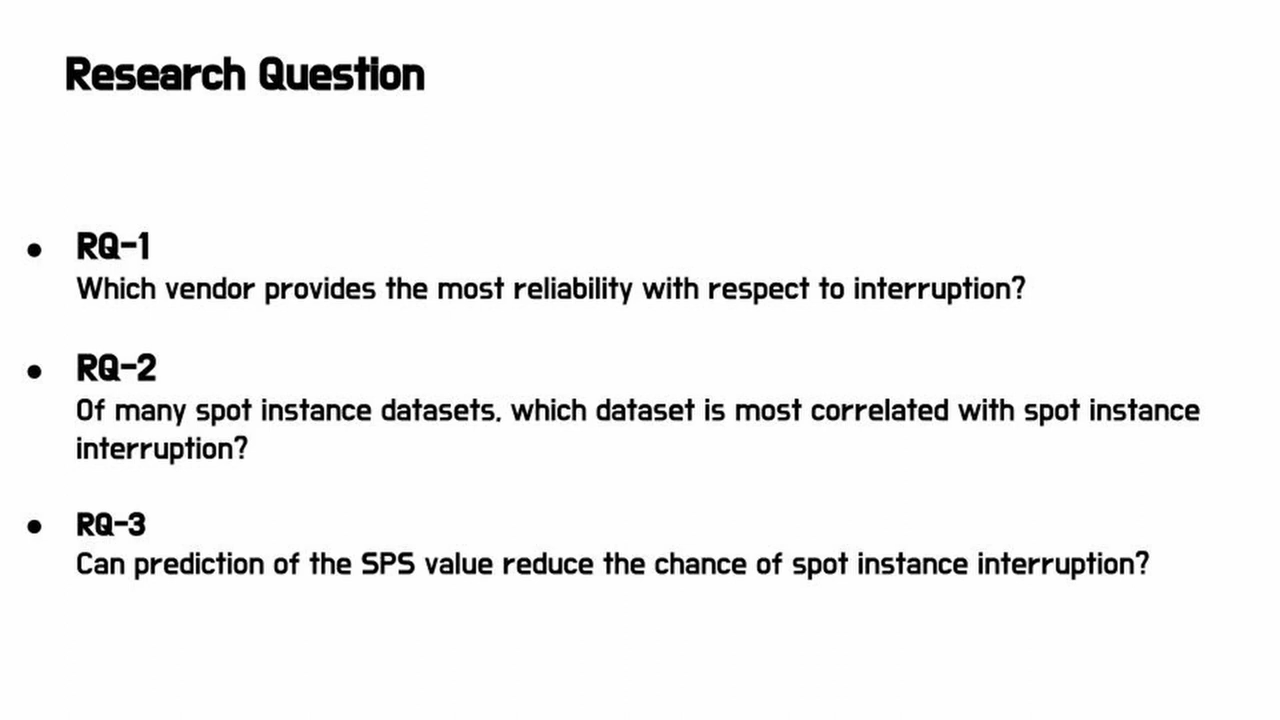 Research Question
● RQ-1
Which vendor provides the most reliability with respect to interruption?
● RQ-2
Of many spot instance datasets, which dataset is most correlated with spot instance
interruption?
● RQ-3
Can prediction of the SPS value reduce the chance of spot instance interruption?